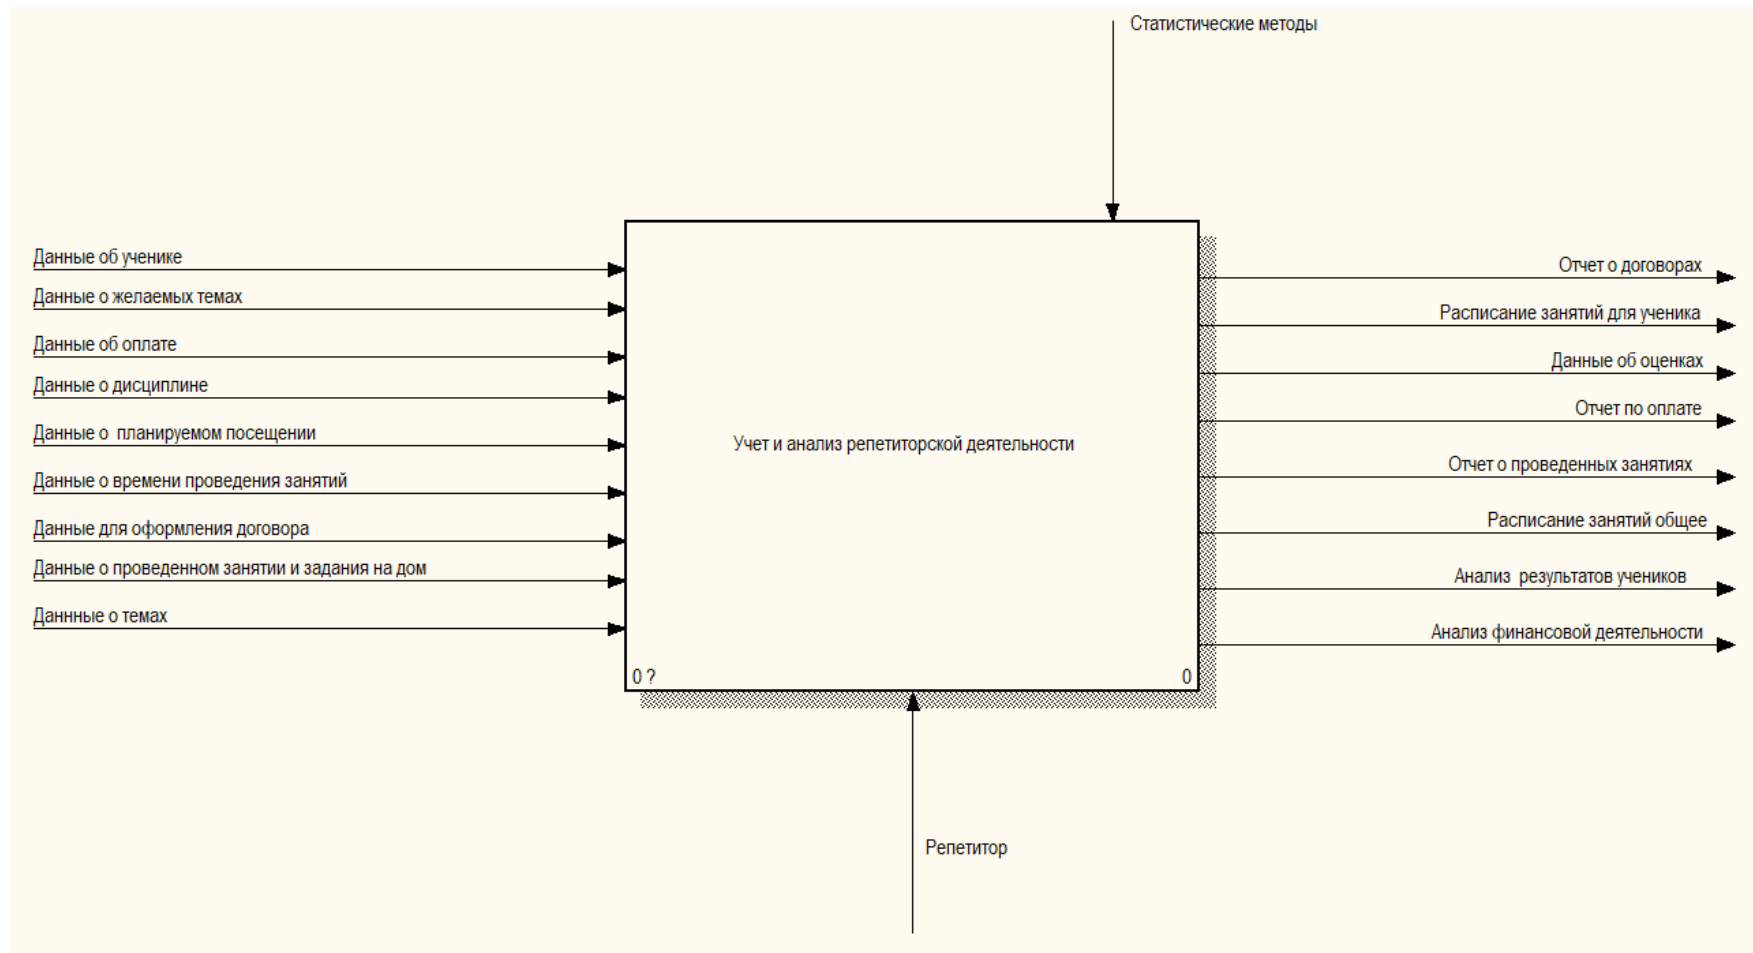 Статистические методы
Данные об ученике
Данные о желаемых темах
Данные об оплате
Данные о дисциплине
Данные о планируемом посещении
Данные о времени проведения занятий
Данные для оформления договора
Данные о проведенном занятии и задания на дом
Даннные о темах
Учет и анализ репетиторской деятельности
0 ?
0
Отчет о договорах
Расписание занятий для ученика
Данные об оценках
Отчет по оплате
Отчет о проведенных занятиях
Расписание занятий общее
Анализ результатов учеников
Анализ финансовой деятельности
Репетитор